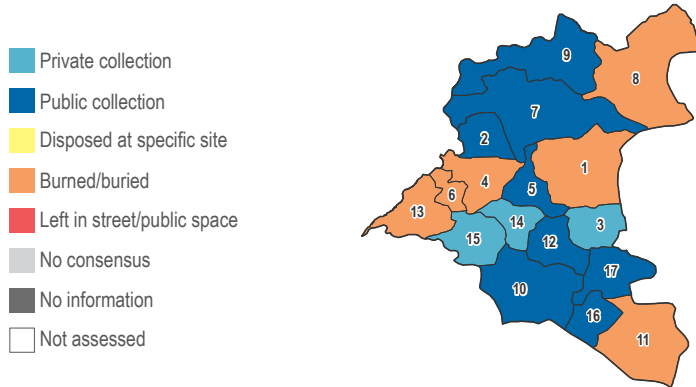 Private collection
Public collection
Disposed at specific site
Burned/buried
Left in street/public space
No consensus
No information
Not assessed
9
8
7
2
1
4
5
6
13
14
3
15
12
17
10
16
11